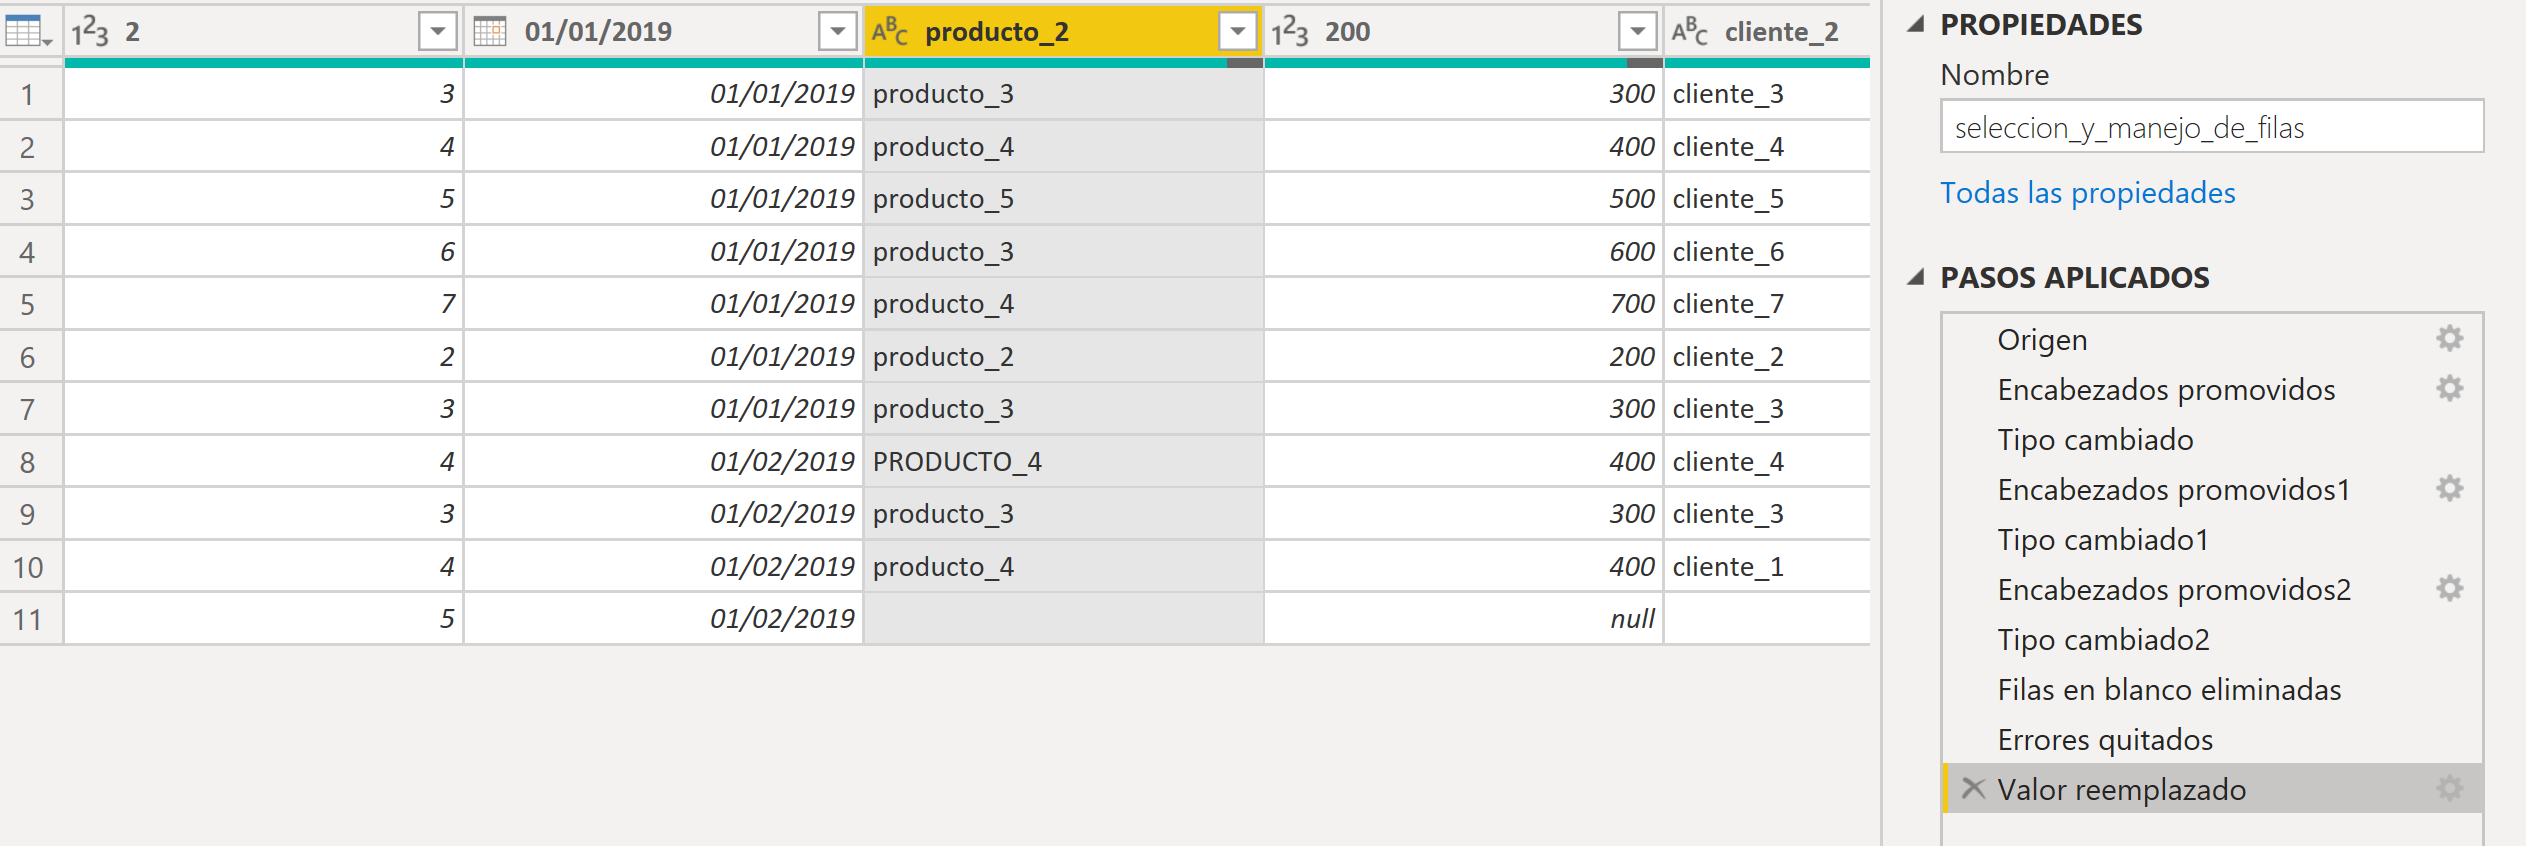 123 2 01/01/2019 ABC producto_2 123 200 ABC cliente_2
1 3 01/01/2019 producto_3 300 cliente_3
2 4 01/01/2019 producto_4 400 cliente_4
3 5 01/01/2019 producto_5 500 cliente_5
4 6 01/01/2019 producto_3 600 cliente_6
5 7 01/01/2019 producto_4 700 cliente_7
6 2 01/01/2019 producto_2 200 cliente_2
7 3 01/01/2019 producto_3 300 cliente_3
8 4 01/02/2019 PRODUCTO_4 400 cliente_4
9 3 01/02/2019 producto_3 300 cliente_3
10 4 01/02/2019 producto_4 400 cliente_1
11 5 01/02/2019 null
PROPIEDADES
Nombre
seleccion_y_manejo_de_filas
Todas las propiedades
PASOS APLICADOS
Origen
Encabezados promovidos
Tipo cambiado
Encabezados promovidos1
Tipo cambiado1
Encabezados promovidos2
Tipo cambiado2
Filas en blanco eliminadas
Errores quitados
Valor reemplazado